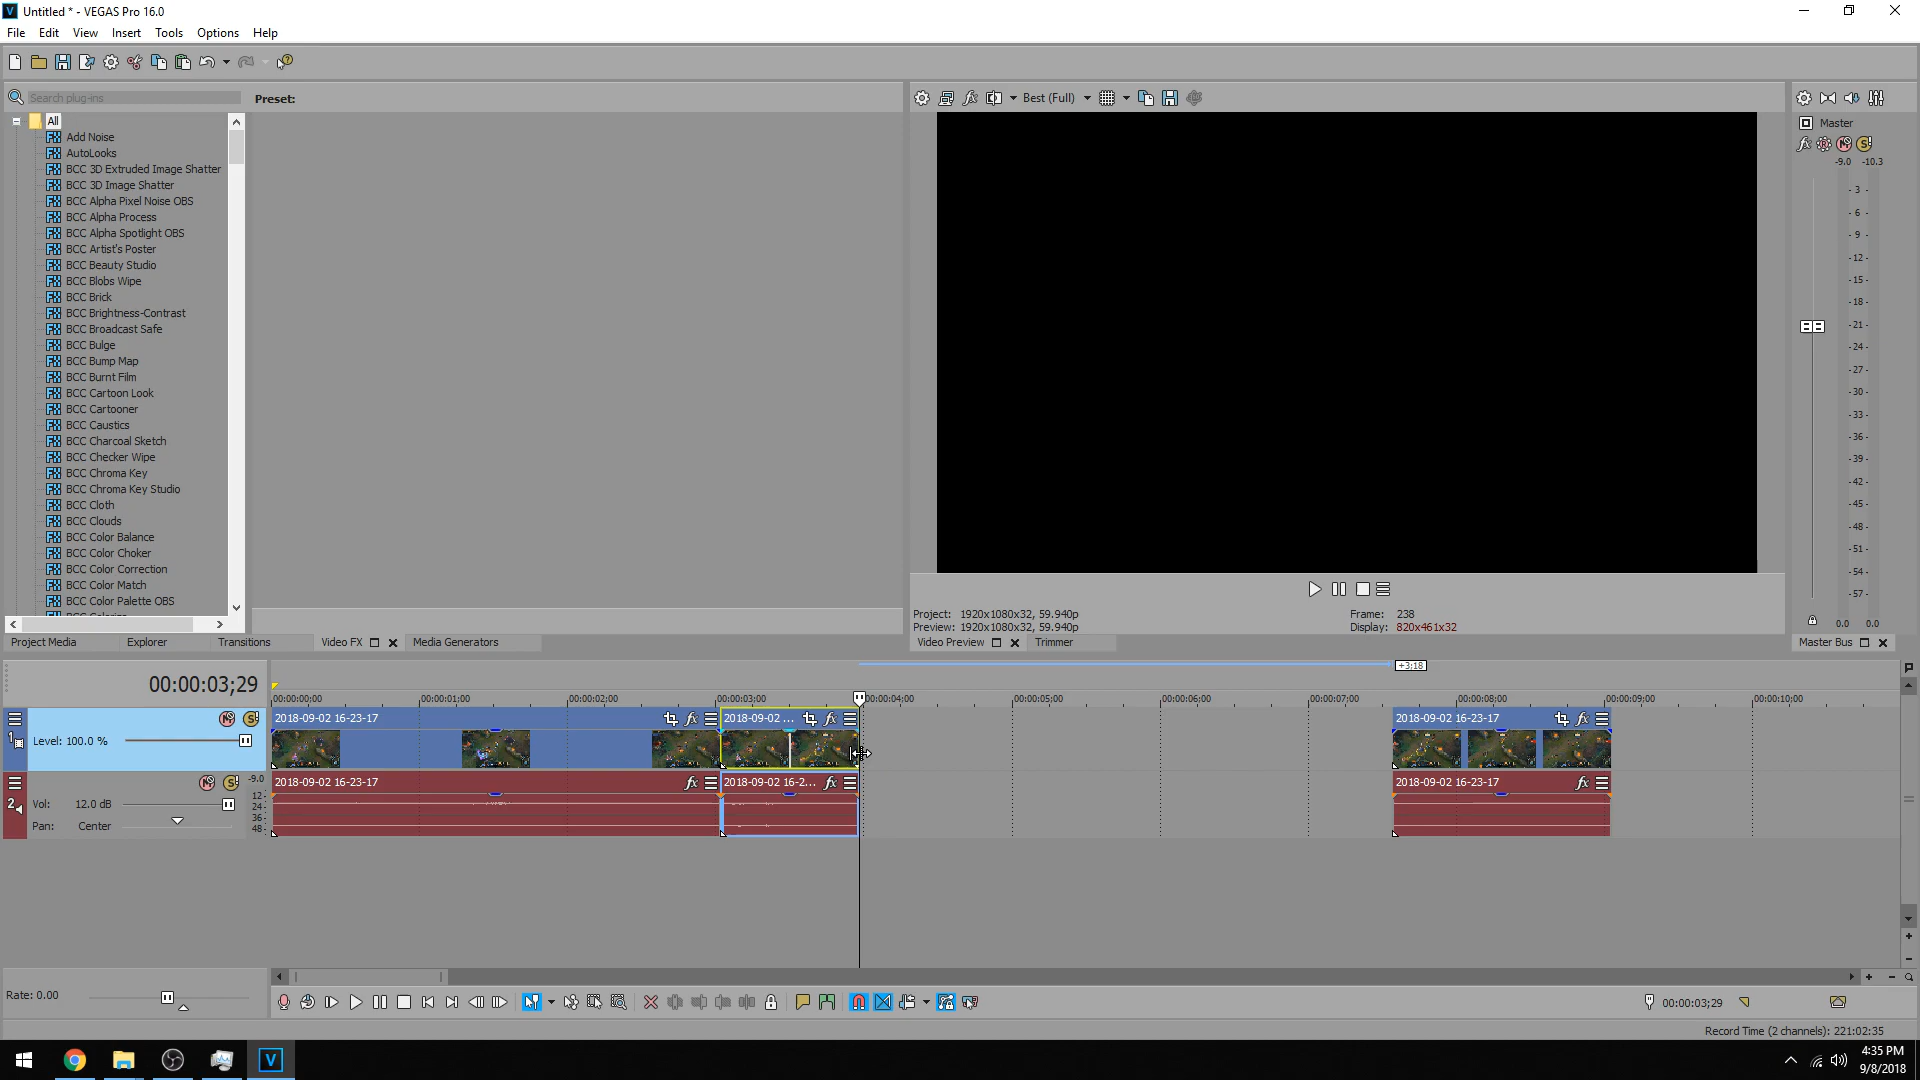 Untitled * - VEGAS Pro 16.0
File Edit View Insert Tools Options Help
Search plug-ins
Preset:
Best (Full)
All
Add Noise
AutoLooks
BCC 3D Extruded Image Shatter
BCC 3D Image Shatter
BCC Alpha Pixel Noise OBS
BCC Alpha Process
BCC Alpha Spotlight OBS
BCC Artist's Poster
BCC Beauty Studio
BCC Blobs Wipe
BCC Brick
BCC Brightness-Contrast
BCC Broadcast Safe
BCC Bulge
BCC Bump Map
BCC Burnt Film
BCC Cartoon Look
BCC Cartooner
BCC Caustics
BCC Charcoal Sketch
BCC Checker Wipe
BCC Chroma Key
BCC Chroma Key Studio
BCC Cloth
BCC Clouds
BCC Color Balance
BCC Color Choker
BCC Color Correction
BCC Color Match
BCC Color Palette OBS
Master
-9.0 -10.3
- 3 -
- 6 -
- 9 -
- 12 -
- 15 -
- 18 -
- 21 -
- 24 -
- 27 -
- 30 -
- 33 -
- 36 -
- 39 -
- 42 -
- 45 -
- 48 -
- 51 -
- 54 -
- 57 -
0.0 0.0
Project: 1920x1080x32, 59.940p Frame: 238
Preview: 1920x1080x32, 59.940p Display: 820x461x32
Project Media Explorer Transitions Video FX Media Generators
Video Preview Trimmer
Master Bus
+3;18
00:00:03;29
00:00:00;00 00:00:01;00 00:00:02;00 00:00:03;00 00:00:04;00 00:00:05;00 00:00:06;00 00:00:07;00 00:00:08;00 00:00:09;00 00:00:10;00
2018-09-02 16-23-17 2018-09-02 ... 2018-09-02 16-23-17
1
Level: 100.0 %
2018-09-02 16-23-17 2018-09-02 16-2... 2018-09-02 16-23-17
-9.0
2
Vol: 12.0 dB
Pan: Center
12 -
24 -
36 -
48 -
Rate: 0.00
00:00:03;29
Record Time (2 channels): 221:02:35
4:35 PM
9/8/2018